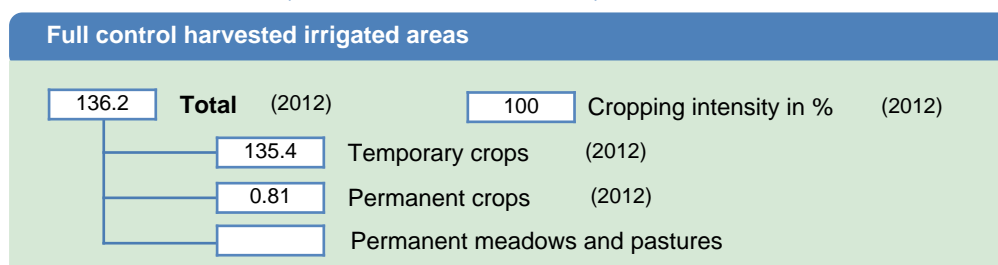 Full control harvested irrigated areas
136.2 Total (2012) 100 Cropping intensity in % (2012)
135.4 Temporary crops (2012)
0.81 Permanent crops (2012)
Permanent meadows and pastures